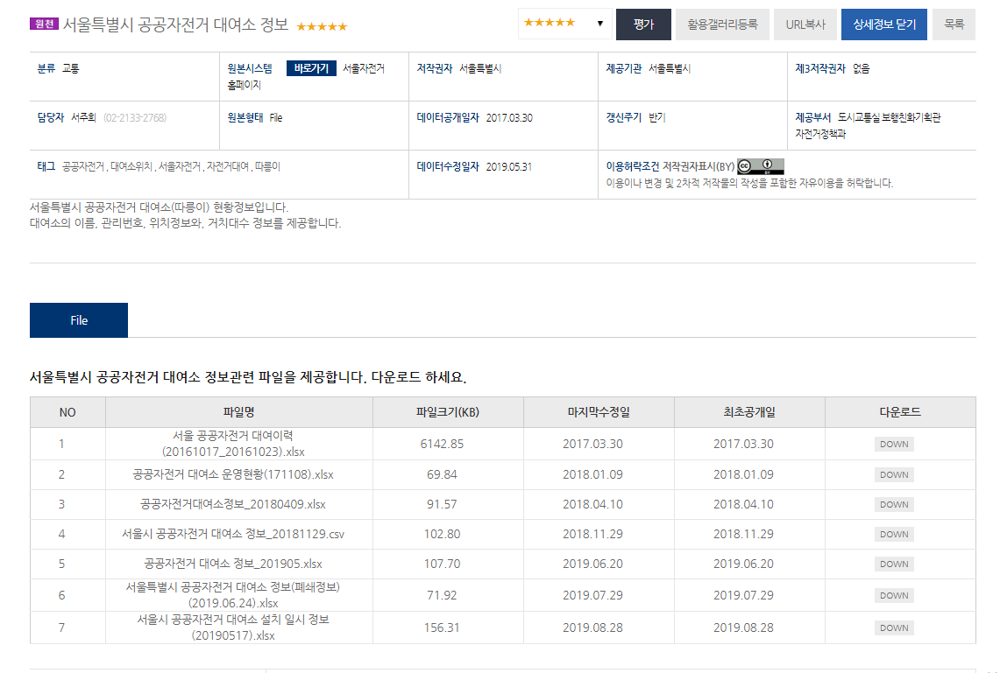 원천 서울특별시 공공자전거 대여소 정보 ★★★★★
★★★★★ ▼ 평가 활용갤러리등록 URL복사 상세정보 닫기 목록
분류 교통
원본시스템 바로가기 서울자전거
홈페이지
저작권자 서울특별시
제공기관 서울특별시
제3저작권자 없음
담당자 서주희 (02-2133-2768)
원본형태 File
데이터공개일자 2017.03.30
갱신주기 반기
제공부서 도시교통실 보행친화기획관
자전거정책과
태그 공공자전거 , 대여소위치 , 서울자전거 , 자전거대여 , 따릉이
데이터수정일자 2019.05.31
이용허락조건 저작권자표시(BY) cc BY
이용이나 변경 및 2차적 저작물의 작성을 포함한 자유이용을 허락합니다.
서울특별시 공공자전거 대여소(따릉이) 현황정보입니다.
대여소의 이름, 관리번호, 위치정보와, 거치대수 정보를 제공합니다.
File
서울특별시 공공자전거 대여소 정보관련 파일을 제공합니다. 다운로드 하세요.
NO 파일명 파일크기(KB) 마지막수정일 최초공개일 다운로드
1 서울 공공자전거 대여이력
(20161017_20161023).xlsx 6142.85 2017.03.30 2017.03.30 DOWN
2 공공자전거 대여소 운영현황(171108).xlsx 69.84 2018.01.09 2018.01.09 DOWN
3 공공자전거대여소정보_20180409.xlsx 91.57 2018.04.10 2018.04.10 DOWN
4 서울시 공공자전거 대여소 정보_20181129.csv 102.80 2018.11.29 2018.11.29 DOWN
5 공공자전거 대여소 정보_201905.xlsx 107.70 2019.06.20 2019.06.20 DOWN
6 서울특별시 공공자전거 대여소 정보(폐쇄정보)
(2019.06.24).xlsx 71.92 2019.07.29 2019.07.29 DOWN
7 서울시 공공자전거 대여소 설치 일시 정보
(20190517).xlsx 156.31 2019.08.28 2019.08.28 DOWN